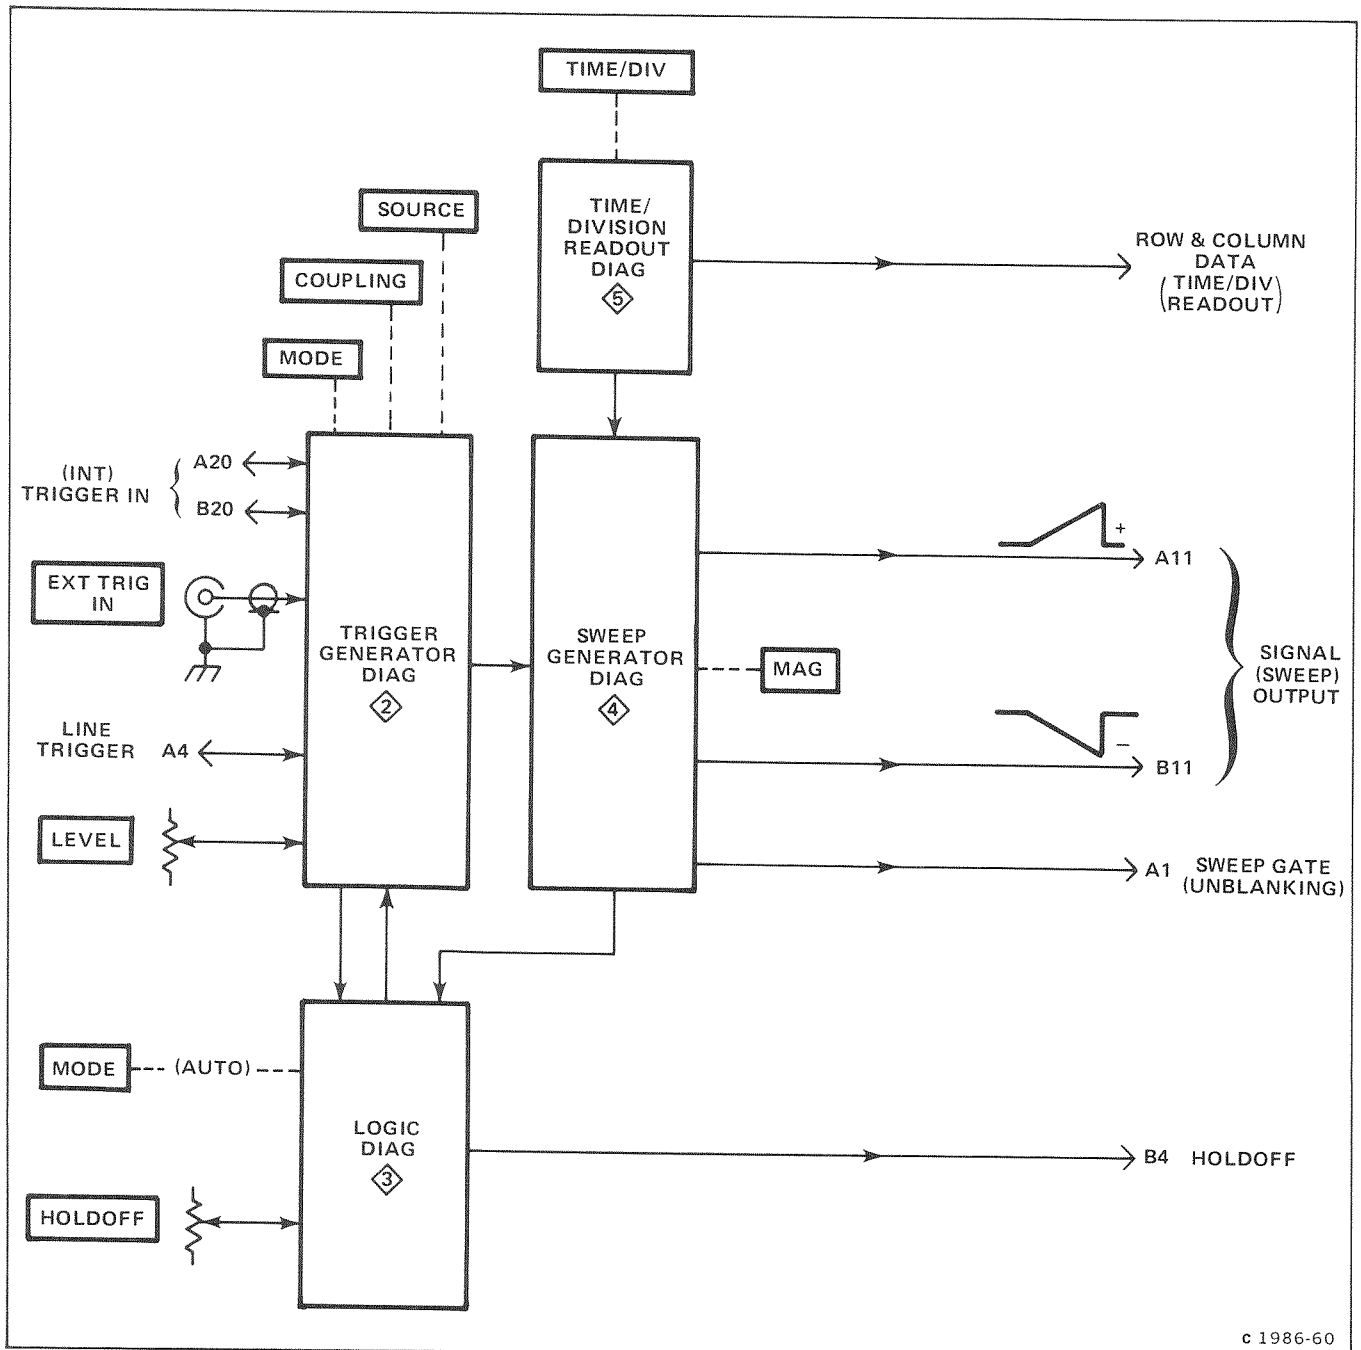 TIME/DIV
TIME/
DIVISION
READOUT
DIAG
5
ROW & COLUMN
DATA
(TIME/DIV
READOUT)
SOURCE
COUPLING
MODE
(INT)
TRIGGER IN
A20
B20
EXT TRIG
IN
LINE
TRIGGER
A4
LEVEL
TRIGGER
GENERATOR
DIAG
2
SWEEP
GENERATOR
DIAG
4
MAG
+
A11
−
B11
SIGNAL
(SWEEP)
OUTPUT
A1 SWEEP GATE
(UNBLANKING)
MODE --- (AUTO) ---
LOGIC
DIAG
3
HOLDOFF
B4 HOLDOFF
C 1986-60